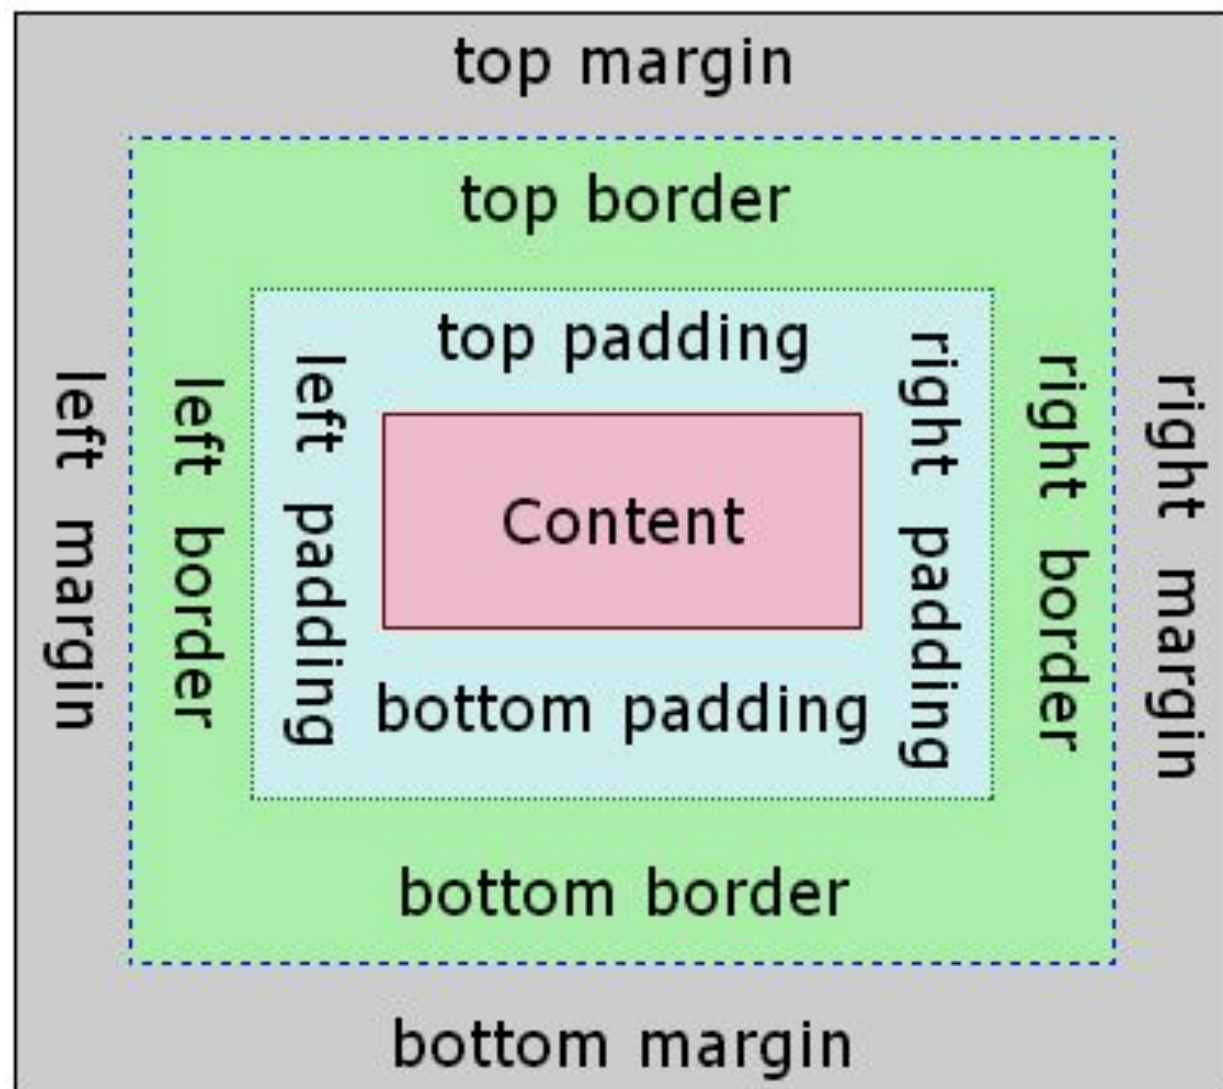 top margin
top border
top padding
left margin
left border
left padding
Content
right padding
right border
right margin
bottom padding
bottom border
bottom margin